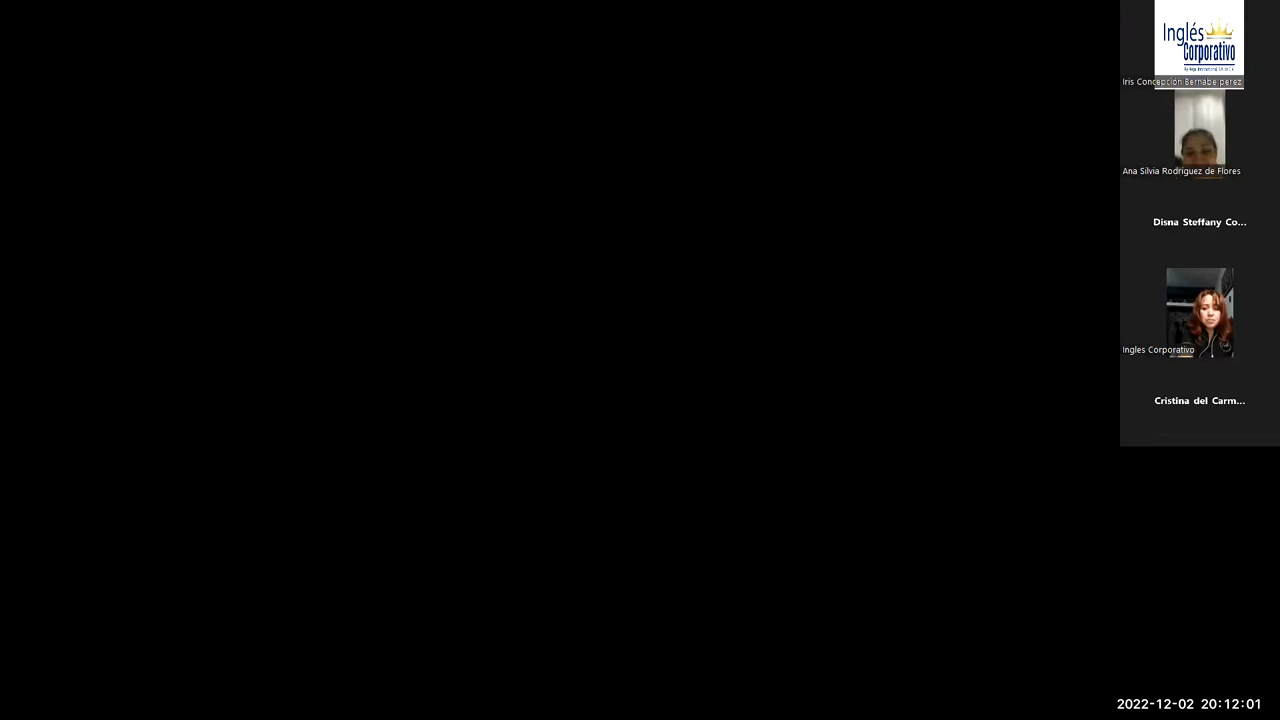 Inglés
Corporativo
Iris Concepción Bernabe perez
Ana Silvia Rodríguez de Flores
Disna Steffany Co...
Ingles Corporativo
Cristina del Carm...
2022-12-02 20:12:01